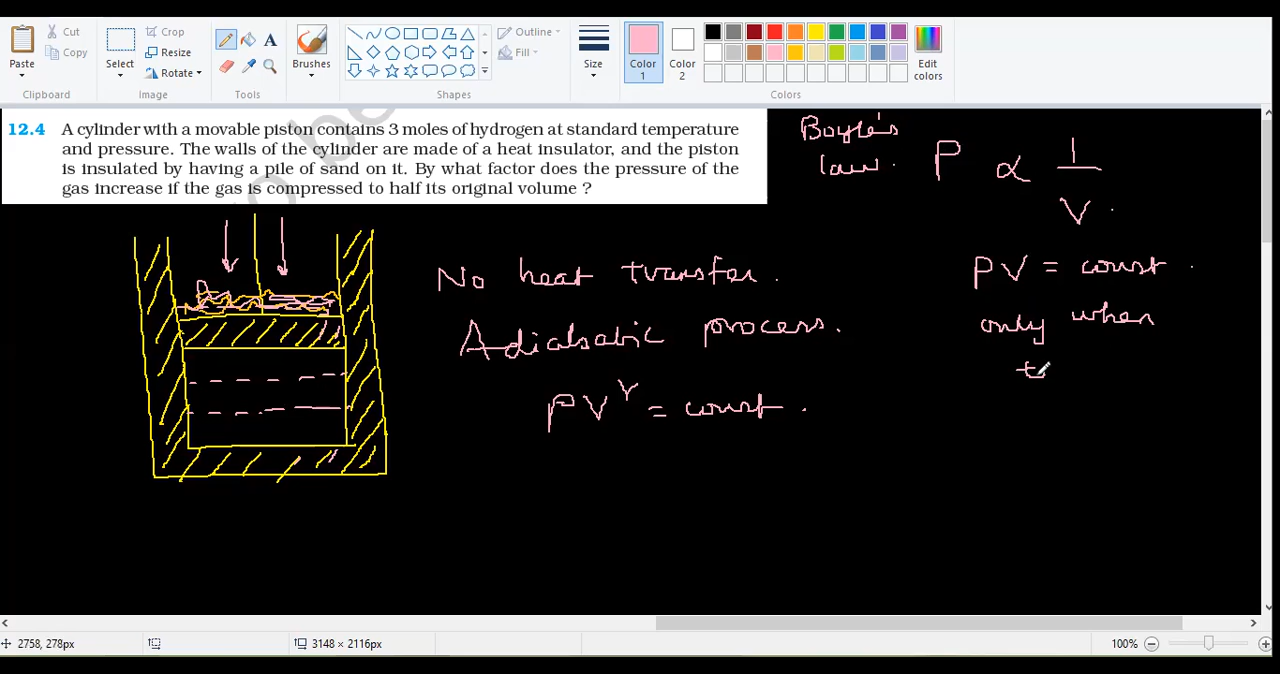 Cut
Copy
Paste
Clipboard
Select
Crop
Resize
Rotate
Image
A
Tools
Brushes
Shapes
Outline
Fill
Size
Color
1
Color
2
Colors
Edit
colors
12.4 A cylinder with a movable piston contains 3 moles of hydrogen at standard temperature
and pressure. The walls of the cylinder are made of a heat insulator, and the piston
is insulated by having a pile of sand on it. By what factor does the pressure of the
gas increase if the gas is compressed to half its original volume ?
Boyle's
law.
P ∝ 1/V.
No heat transfer.
PV = const.
only when
Adialsabic process.
t
PV^γ = const.
2758, 278px
3148 × 2116px
100%